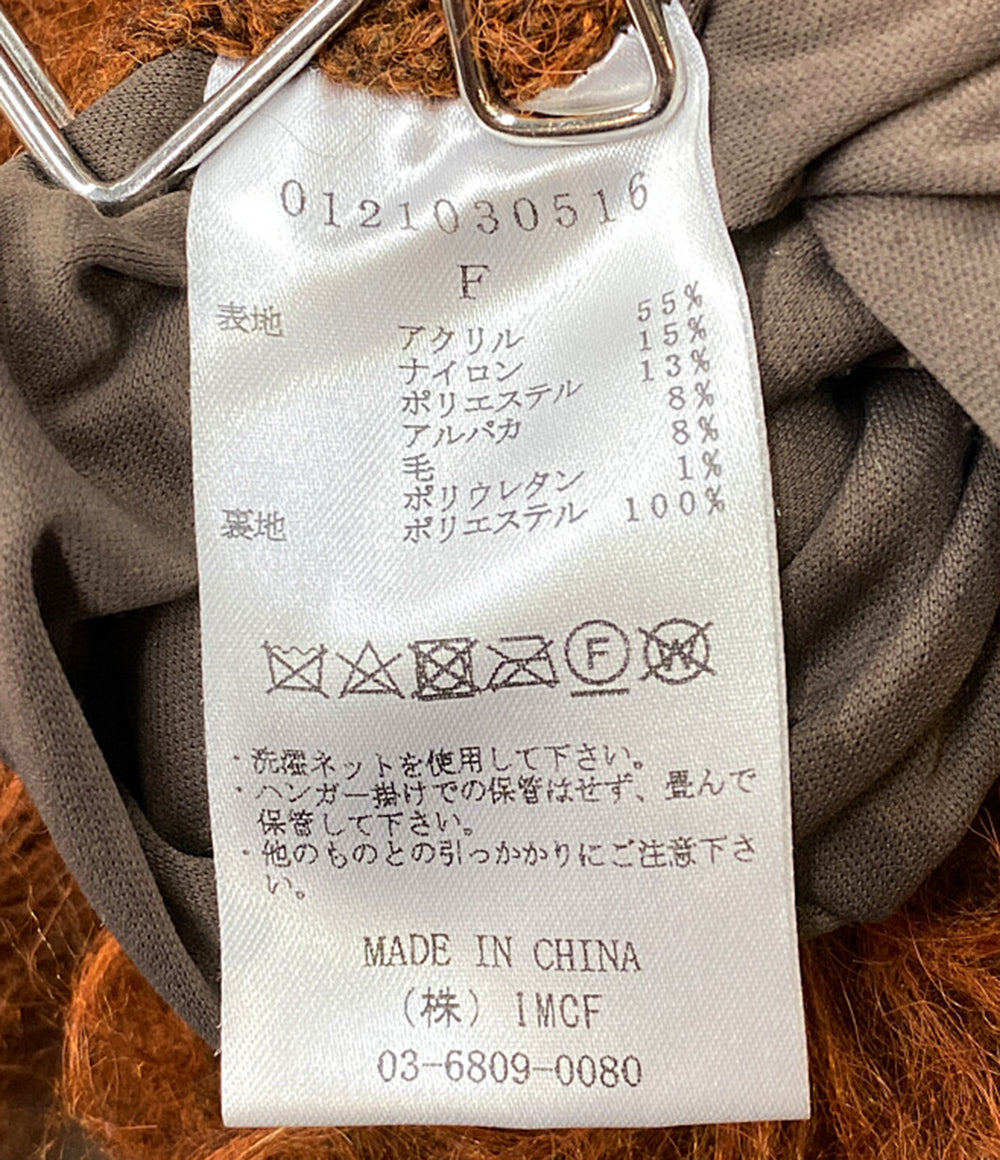 0121030516
F
表地 アクリル 55%
ナイロン 15%
ポリエステル 13%
アルパカ 8%
毛 8%
ポリウレタン 1%
裏地 ポリエステル 100%
F
W
・洗濯ネットを使用して下さい。
・ハンガー掛けでの保管はせず、畳んで
保管して下さい。
・他のものとの引っかかりにご注意下さ
い。
MADE IN CHINA
(株) IMCF
03-6809-0080